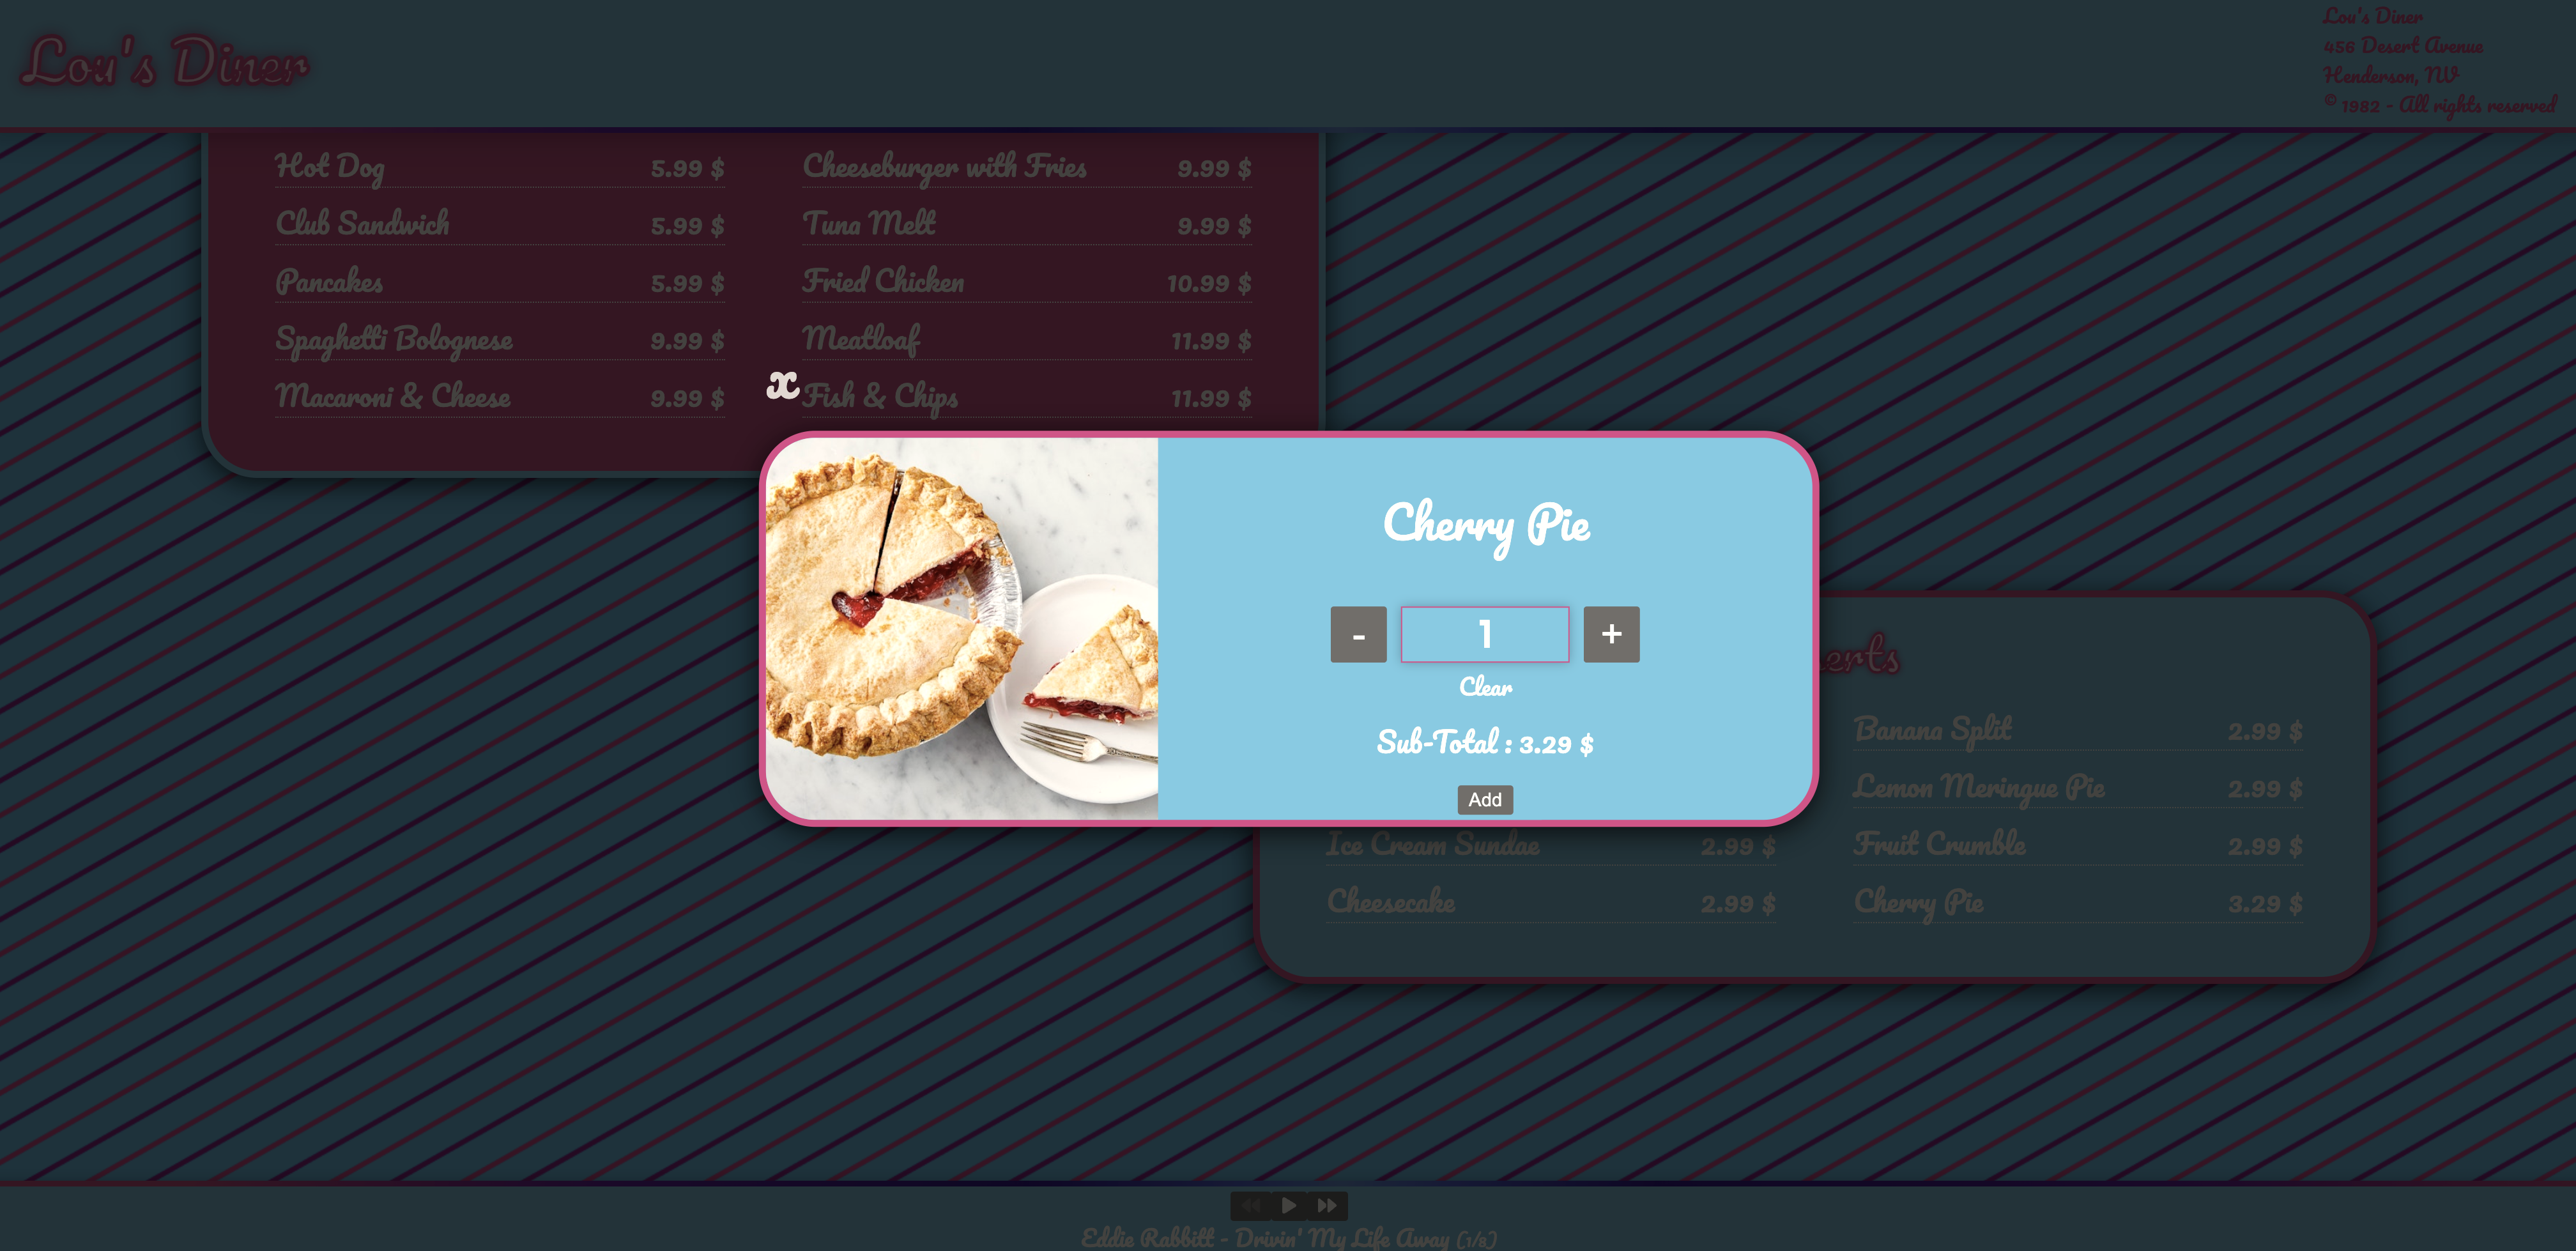 Lou's Diner
Lou's Diner
456 Desert Avenue
Henderson, NV
© 1982 - All rights reserved
Hot Dog 5.99 $
Club Sandwich 5.99 $
Pancakes 5.99 $
Spaghetti Bolognese 9.99 $
Macaroni & Cheese 9.99 $
Cheeseburger with Fries 9.99 $
Tuna Melt 9.99 $
Fried Chicken 10.99 $
Meatloaf 11.99 $
Fish & Chips 11.99 $
x
Cherry Pie
- 1 +
Clear
Sub-Total : 3.29 $
Add
erts
Ice Cream Sundae 2.99 $
Cheesecake 2.99 $
Banana Split 2.99 $
Lemon Meringue Pie 2.99 $
Fruit Crumble 2.99 $
Cherry Pie 3.29 $
Eddie Rabbitt - Drivin' My Life Away (1/8)